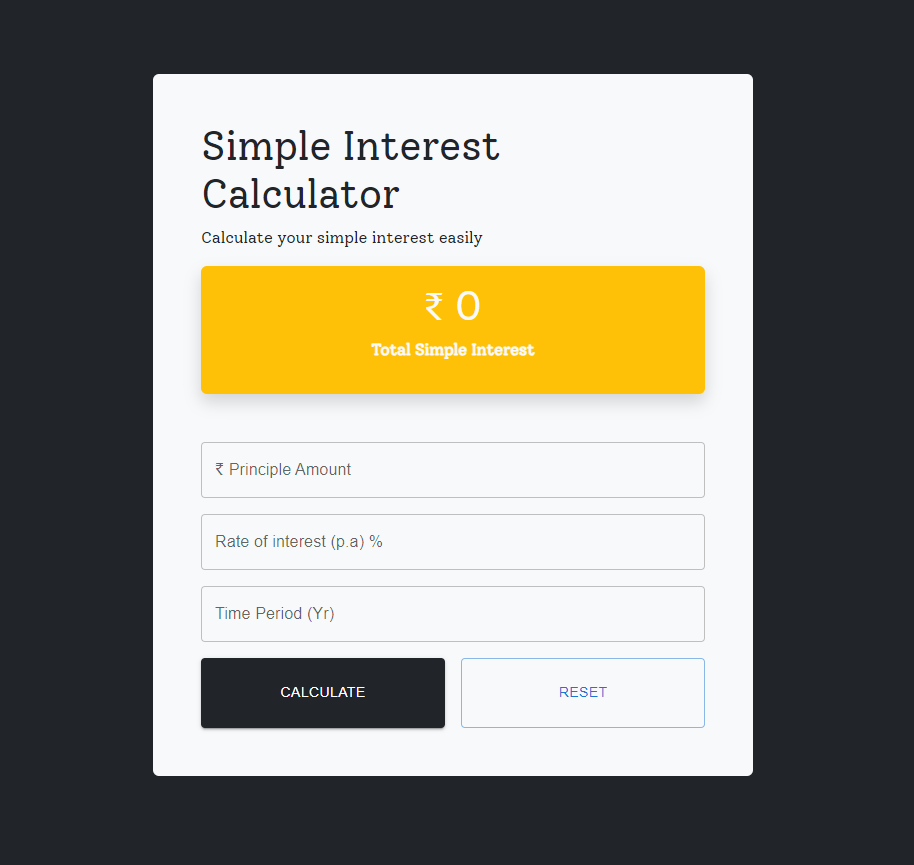 Simple Interest
Calculator
Calculate your simple interest easily
₹ 0
Total Simple Interest
₹ Principle Amount
Rate of interest (p.a) %
Time Period (Yr)
CALCULATE
RESET